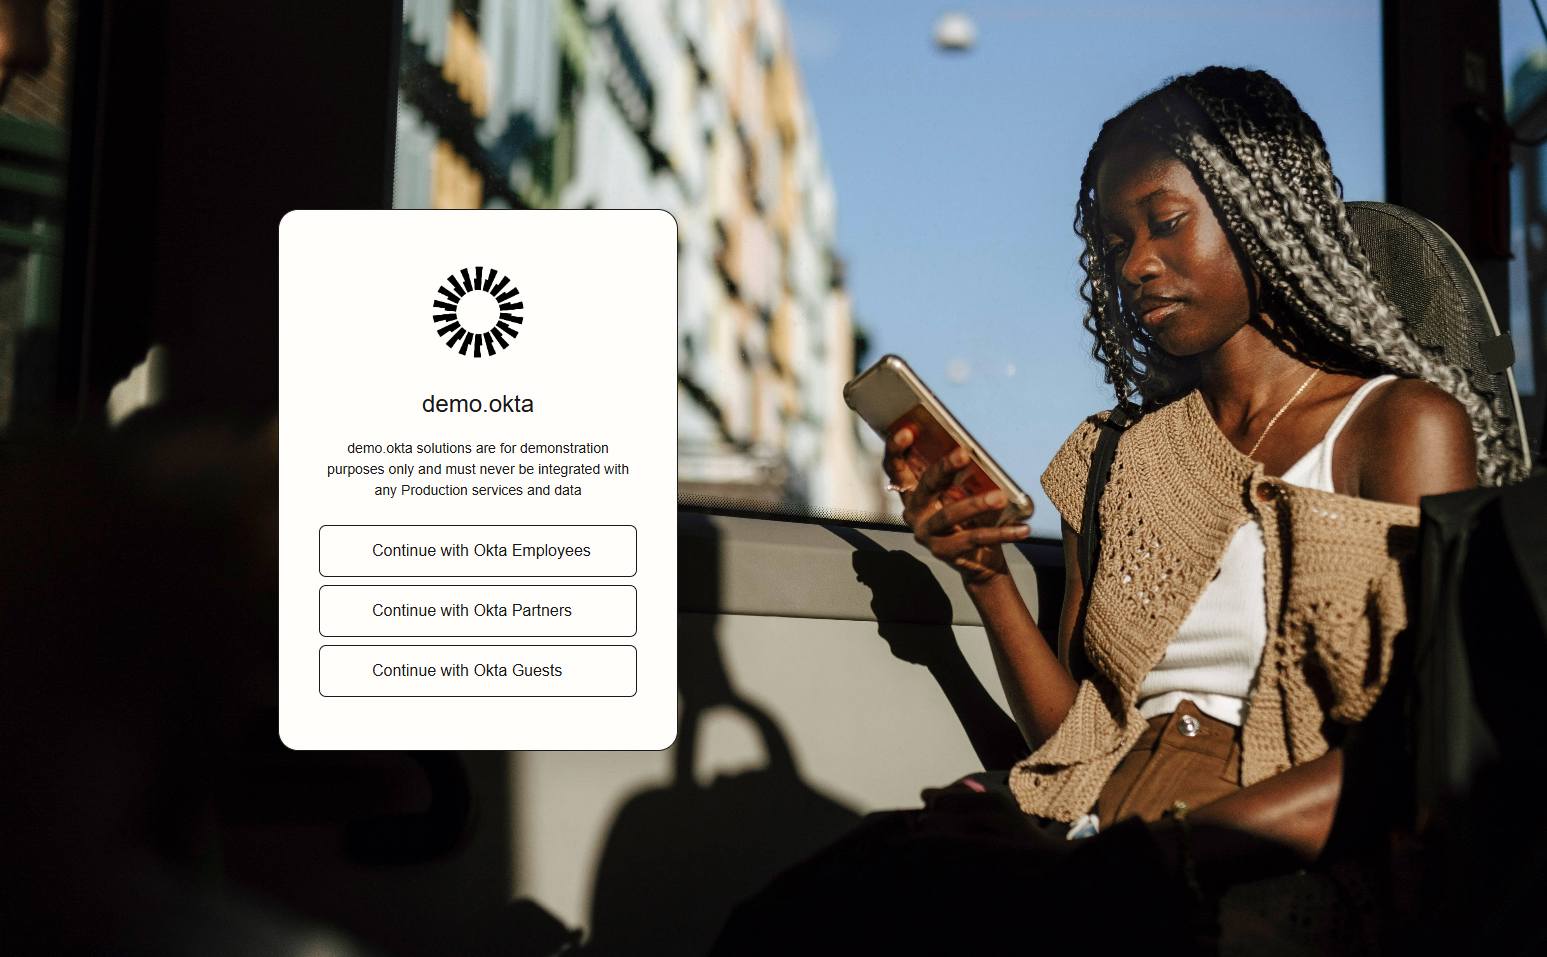 demo.okta
demo.okta solutions are for demonstration
purposes only and must never be integrated with
any Production services and data
Continue with Okta Employees
Continue with Okta Partners
Continue with Okta Guests